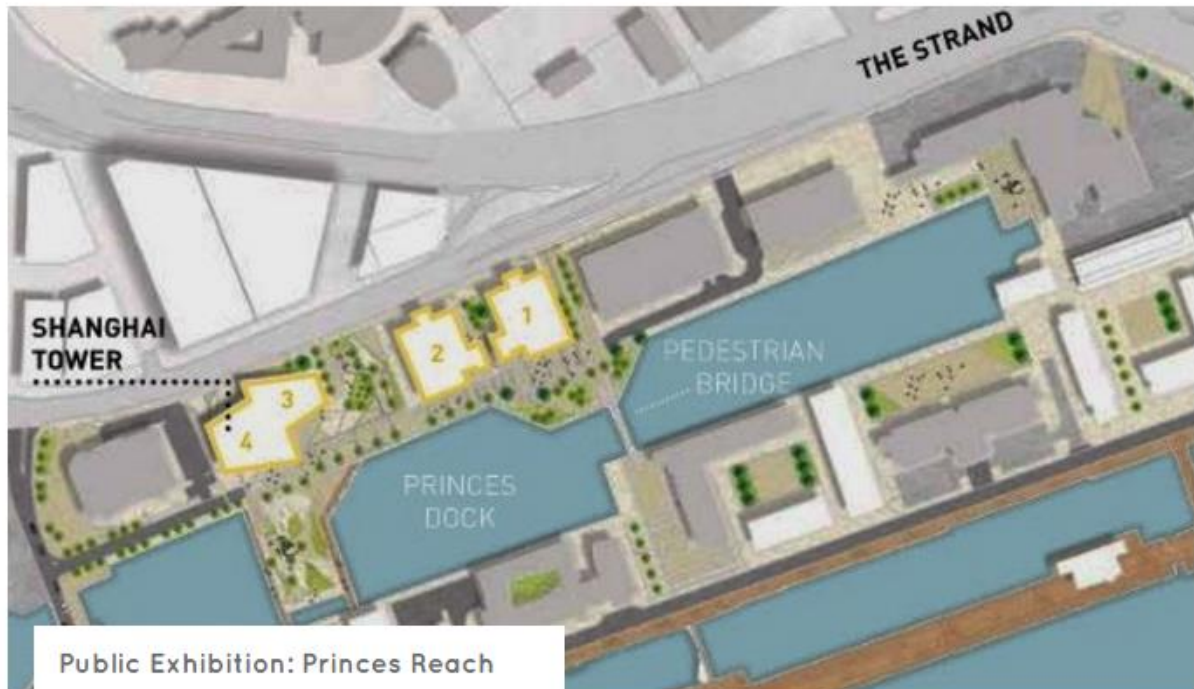 THE STRAND
SHANGHAI
TOWER
1
2
3
4
PEDESTRIAN
BRIDGE
PRINCES
DOCK
Public Exhibition: Princes Reach